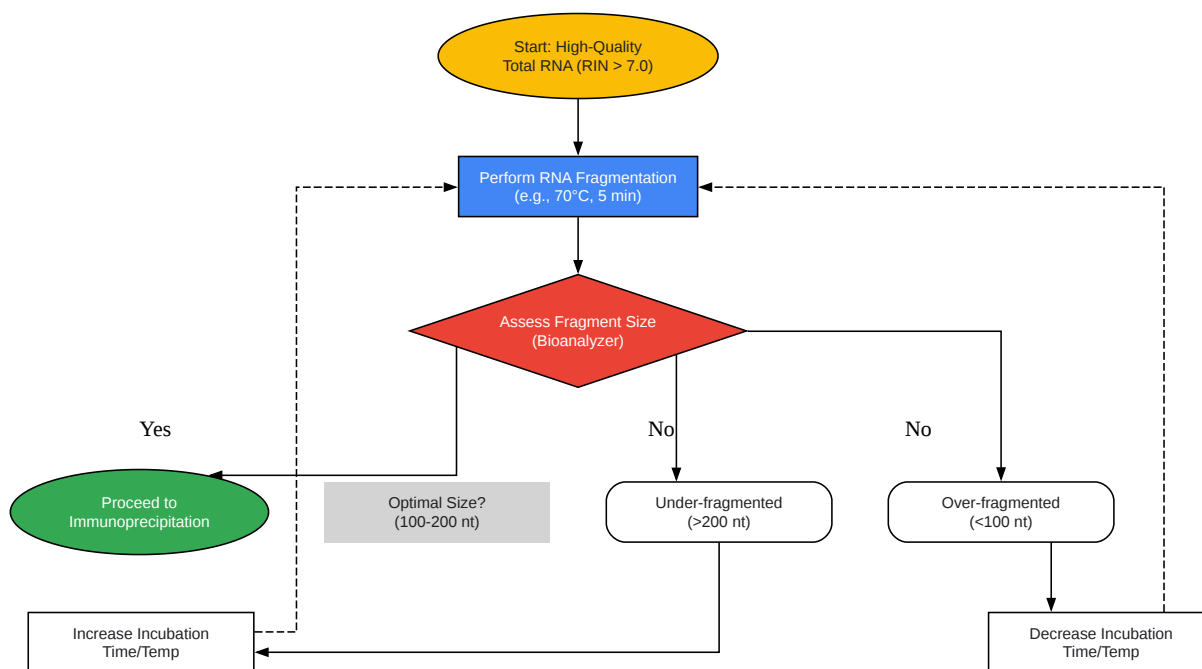 Start: High-Quality
Total RNA (RIN > 7.0)
Perform RNA Fragmentation
(e.g., 70°C, 5 min)
Assess Fragment Size
(Bioanalyzer)
Yes
No
No
Proceed to
Immunoprecipitation
Optimal Size?
(100-200 nt)
Under-fragmented
(>200 nt)
Over-fragmented
(<100 nt)
Increase Incubation
Time/Temp
Decrease Incubation
Time/Temp